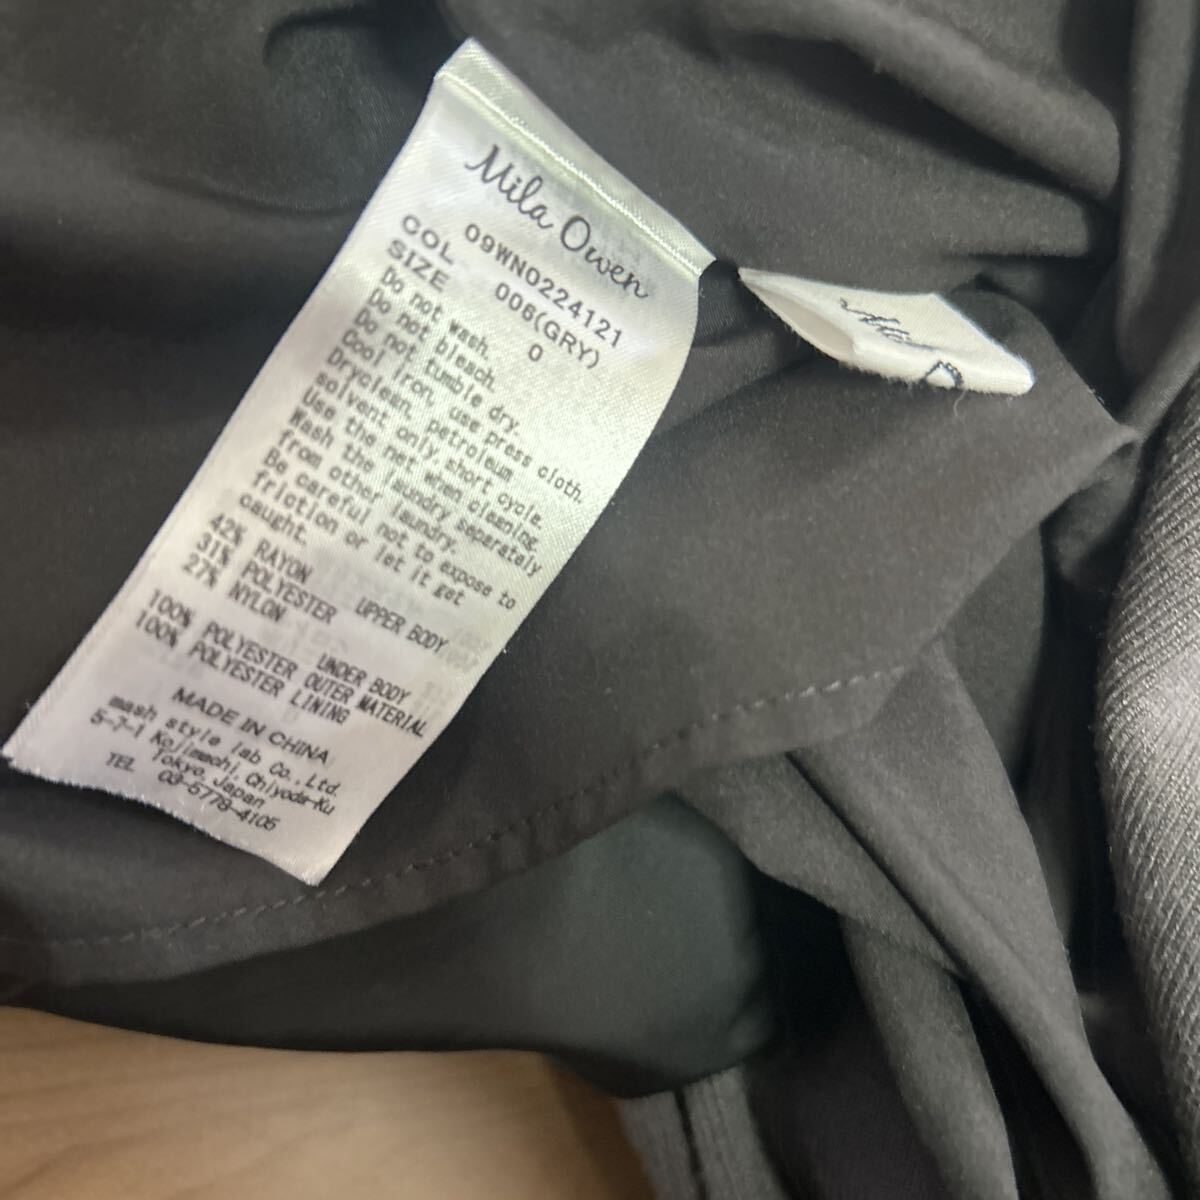 Mila Owen
09WNO224121
COL 006(GRY)
SIZE 0
Do not wash.
Do not bleach.
Do not tumble dry.
Cool iron, use press cloth.
Dryclean, petroleum
solvent only, short cycle.
Use the net when cleaning.
Wash the laundry separately
from other laundry.
Be careful not to expose to
friction or let it get
caught.
42% RAYON
31% POLYESTER UPPER BODY
27% NYLON
100% POLYESTER UNDER BODY OUTER MATERIAL
100% POLYESTER LINING
MADE IN CHINA
mash style lab Co., Ltd.
5-7-1 Kojimachi, Chiyoda-Ku
Tokyo, Japan
TEL 03-5778-4105